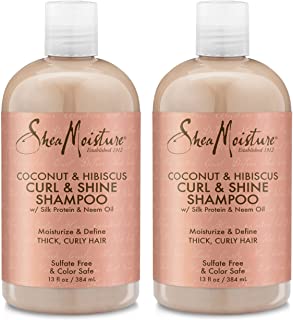 SheaMoisture®
Established 1912
COCONUT & HIBISCUS
CURL & SHINE
SHAMPOO
w/ Silk Protein & Neem Oil
Moisturize & Define
THICK, CURLY HAIR
Sulfate Free
& Color Safe
13 fl oz / 384 ml
SheaMoisture®
Established 1912
COCONUT & HIBISCUS
CURL & SHINE
SHAMPOO
w/ Silk Protein & Neem Oil
Moisturize & Define
THICK, CURLY HAIR
Sulfate Free
& Color Safe
13 fl oz / 384 ml